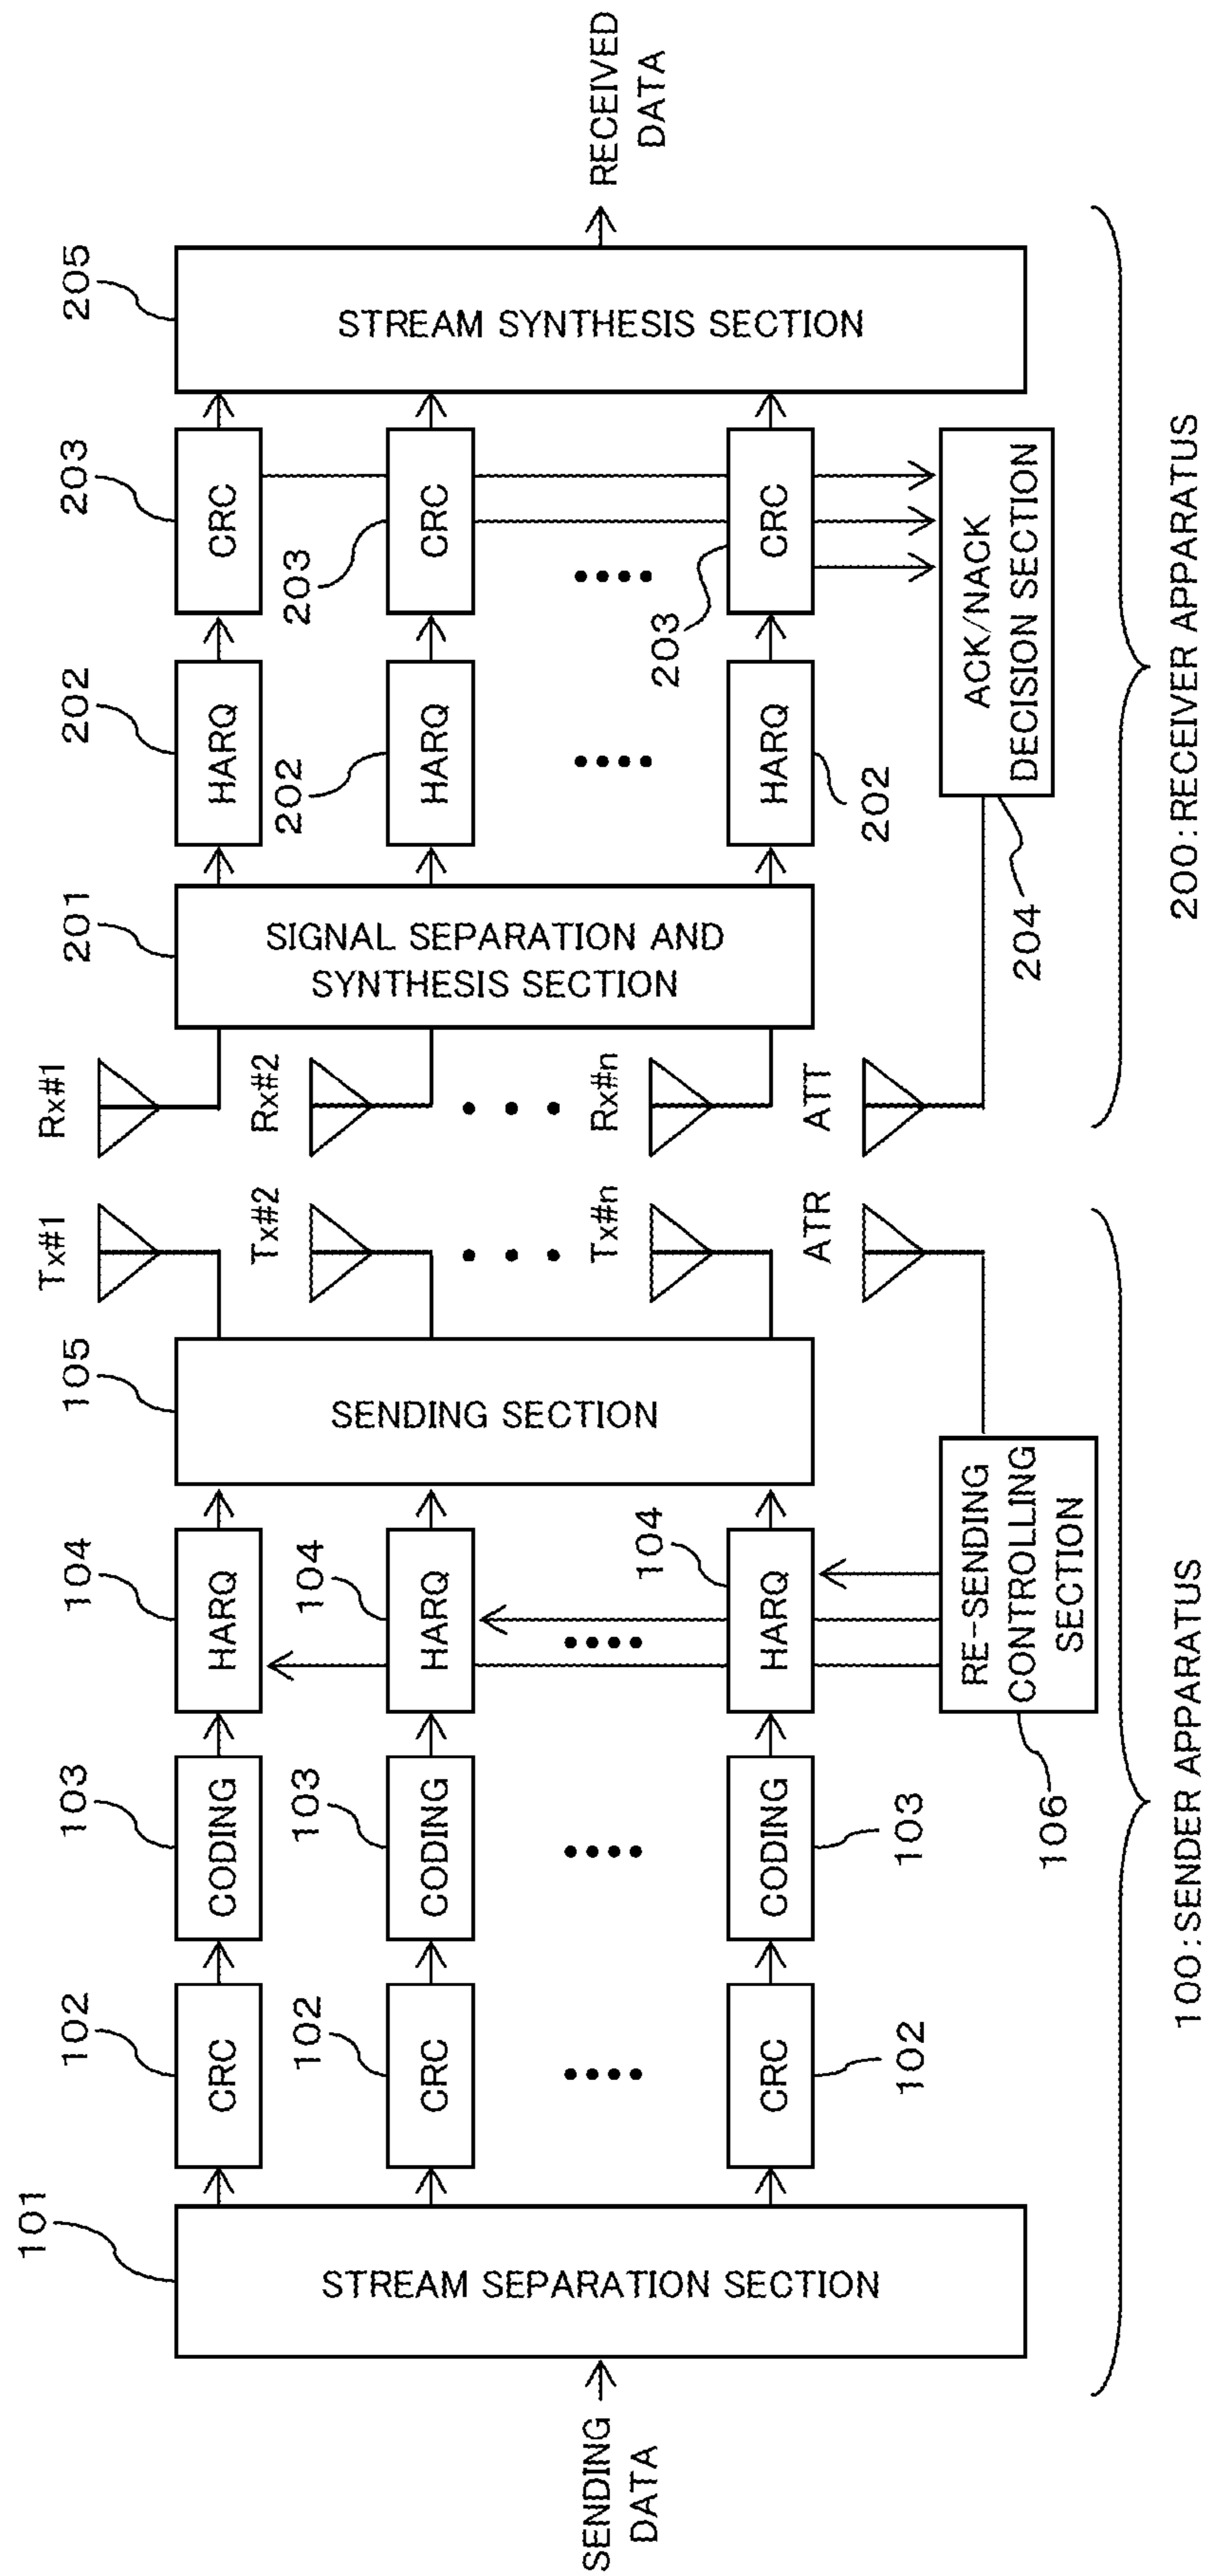 SENDING
DATA
101
STREAM SEPARATION SECTION
102
CRC
102
CRC
CRC
102
103
CODING
103
CODING
CODING
103
104
HARQ
104
HARQ
104
HARQ
RE-SENDING
CONTROLLING
SECTION
106
105
SENDING SECTION
Tx#1
Tx#2
Tx#n
ATR
100:SENDER APPARATUS
Rx#1
Rx#2
Rx#n
ATT
201
SIGNAL SEPARATION AND
SYNTHESIS SECTION
202
HARQ
202
HARQ
HARQ
202
203
CRC
203
CRC
203
CRC
ACK/NACK
DECISION SECTION
204
205
STREAM SYNTHESIS SECTION
RECEIVED
DATA
200:RECEIVER APPARATUS